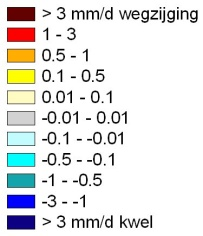 > 3 mm/d wegzijging
1 - 3
0.5 - 1
0.1 - 0.5
0.01 - 0.1
-0.01 - 0.01
-0.1 - -0.01
-0.5 - -0.1
-1 - -0.5
-3 - -1
> 3 mm/d kwel